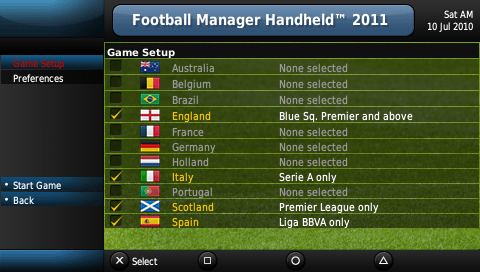 Football Manager Handheld™ 2011
Sat AM
10 Jul 2010
Game Setup
Preferences
• Start Game
• Back
Game Setup
Australia None selected
Belgium None selected
Brazil None selected
England Blue Sq. Premier and above
France None selected
Germany None selected
Holland None selected
Italy Serie A only
Portugal None selected
Scotland Premier League only
Spain Liga BBVA only
Select